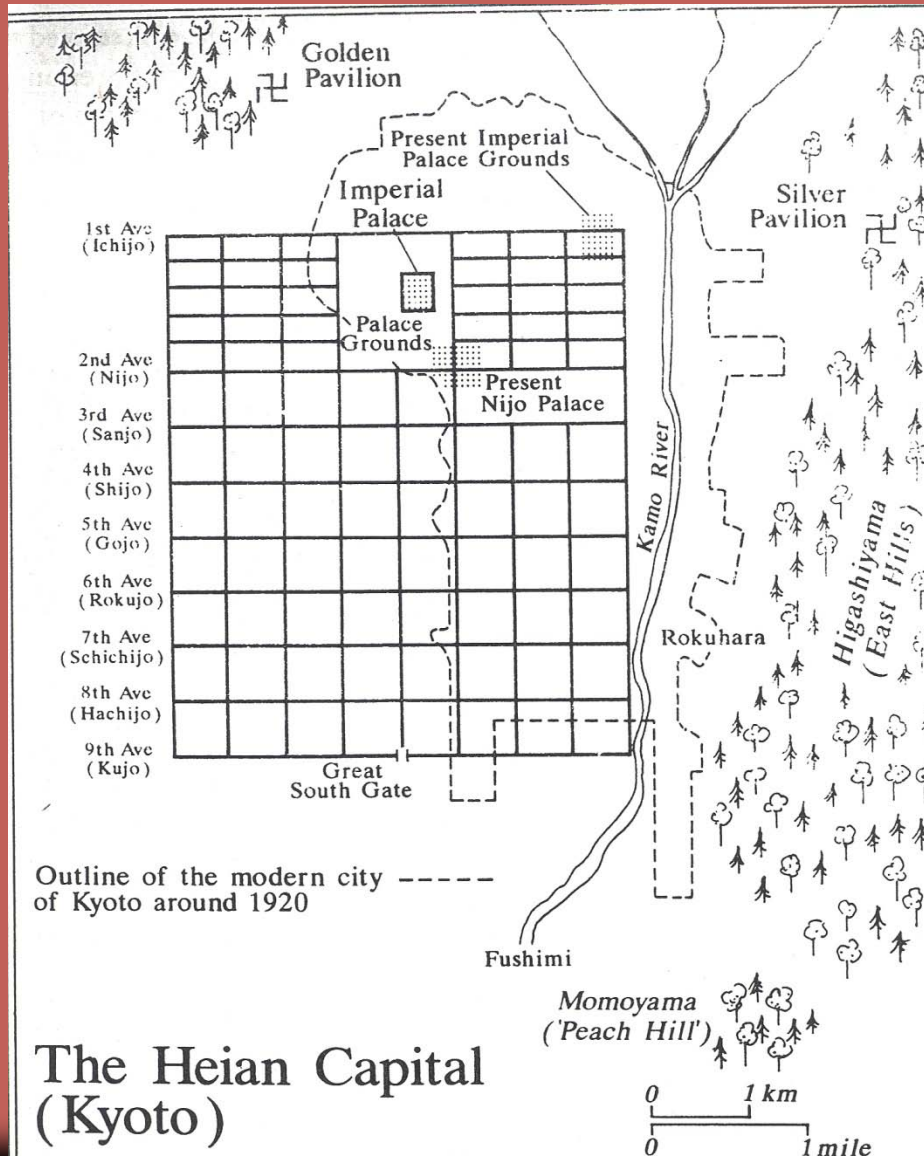 Golden
Pavilion
Present Imperial
Palace Grounds
Imperial
Palace
Silver
Pavilion
1st Ave
(Ichijo)
Palace
Grounds
2nd Ave
(Nijo)
Present
Nijo Palace
3rd Ave
(Sanjo)
4th Ave
(Shijo)
5th Ave
(Gojo)
6th Ave
(Rokujo)
7th Ave
(Schichijo)
8th Ave
(Hachijo)
9th Ave
(Kujo)
Kamo River
Rokuhara
Higashiyama
(East Hills)
Great
South Gate
Outline of the modern city
of Kyoto around 1920
Fushimi
Momoyama
('Peach Hill')
The Heian Capital
(Kyoto)
0 1 km
0 1 mile